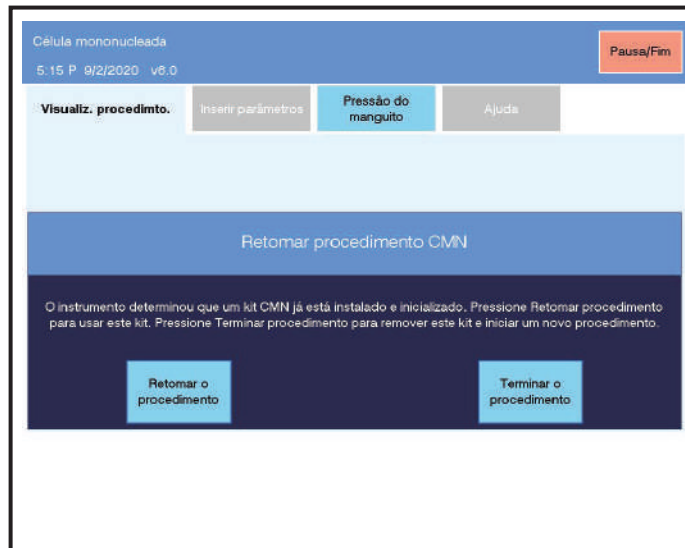 Célula mononucleada
5:15 P 9/2/2020 v6.0
Pausa/Fim
Visualiz. procedimto.
Inserir parâmetros
Pressão do
manguito
Ajuda
Retomar procedimento CMN
O instrumento determinou que um kit CMN já está instalado e inicializado. Pressione Retomar procedimento
para usar este kit. Pressione Terminar procedimento para remover este kit e iniciar um novo procedimento.
Retomar o
procedimento
Terminar o
procedimento